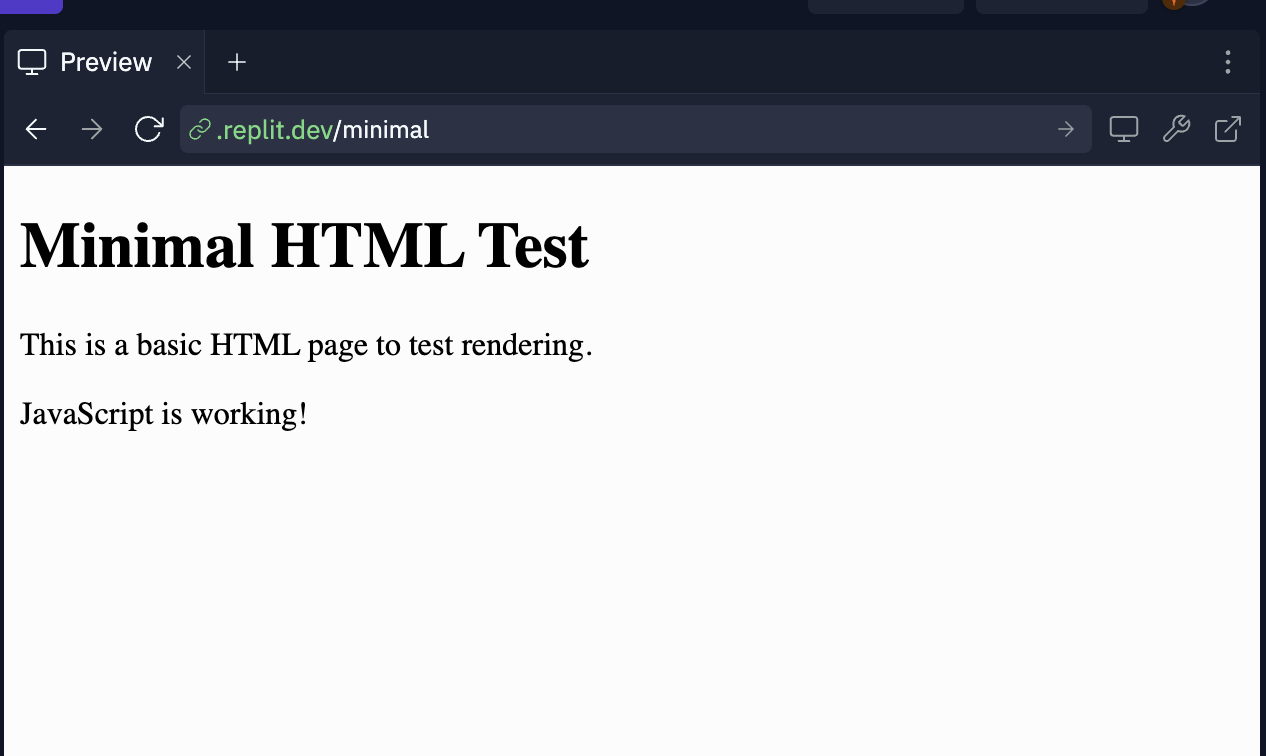 Preview
.replit.dev/minimal
Minimal HTML Test
This is a basic HTML page to test rendering.
JavaScript is working!